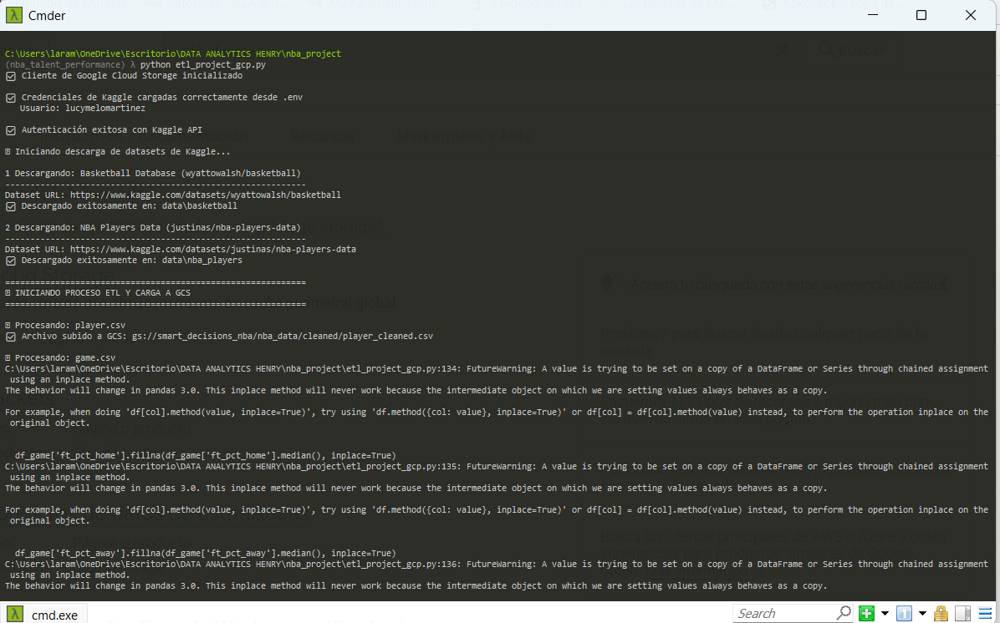 Cmder
C:\Users\laram\OneDrive\Escritorio\DATA ANALYTICS HENRY\nba_project
(nba_talent_performance) λ python etl_project_gcp.py
☑ Cliente de Google Cloud Storage inicializado
☑ Credenciales de Kaggle cargadas correctamente desde .env
Usuario: lucymelomartinez
☑ Autenticación exitosa con Kaggle API
Iniciando descarga de datasets de Kaggle...
1 Descargando: Basketball Database (wyattowalsh/basketball)
------------------------------------------------------------
Dataset URL: https://www.kaggle.com/datasets/wyattowalsh/basketball
☑ Descargado exitosamente en: data\basketball
2 Descargando: NBA Players Data (justinas/nba-players-data)
------------------------------------------------------------
Dataset URL: https://www.kaggle.com/datasets/justinas/nba-players-data
☑ Descargado exitosamente en: data\nba_players
============================================================
INICIANDO PROCESO ETL Y CARGA A GCS
============================================================
Procesando: player.csv
☑ Archivo subido a GCS: gs://smart_decisions_nba/nba_data/cleaned/player_cleaned.csv
Procesando: game.csv
C:\Users\laram\OneDrive\Escritorio\DATA ANALYTICS HENRY\nba_project\etl_project_gcp.py:134: FutureWarning: A value is trying to be set on a copy of a DataFrame or Series through chained assignment
using an inplace method.
The behavior will change in pandas 3.0. This inplace method will never work because the intermediate object on which we are setting values always behaves as a copy.
For example, when doing 'df[col].method(value, inplace=True)', try using 'df.method({col: value}, inplace=True)' or df[col] = df[col].method(value) instead, to perform the operation inplace on the
original object.
df_game['ft_pct_home'].fillna(df_game['ft_pct_home'].median(), inplace=True)
C:\Users\laram\OneDrive\Escritorio\DATA ANALYTICS HENRY\nba_project\etl_project_gcp.py:135: FutureWarning: A value is trying to be set on a copy of a DataFrame or Series through chained assignment
using an inplace method.
The behavior will change in pandas 3.0. This inplace method will never work because the intermediate object on which we are setting values always behaves as a copy.
For example, when doing 'df[col].method(value, inplace=True)', try using 'df.method({col: value}, inplace=True)' or df[col] = df[col].method(value) instead, to perform the operation inplace on the
original object.
df_game['ft_pct_away'].fillna(df_game['ft_pct_away'].median(), inplace=True)
C:\Users\laram\OneDrive\Escritorio\DATA ANALYTICS HENRY\nba_project\etl_project_gcp.py:136: FutureWarning: A value is trying to be set on a copy of a DataFrame or Series through chained assignment
using an inplace method.
The behavior will change in pandas 3.0. This inplace method will never work because the intermediate object on which we are setting values always behaves as a copy.
cmd.exe
Search